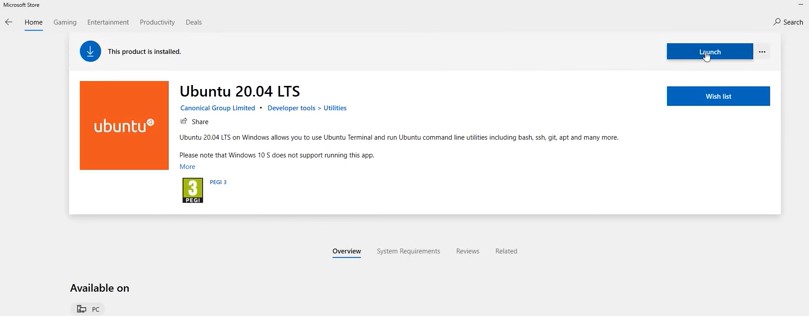 Microsoft Store
Home Gaming Entertainment Productivity Deals Search
This product is installed.
Launch
ubuntu
Ubuntu 20.04 LTS
Wish list
Canonical Group Limited • Developer tools > Utilities
Share
Ubuntu 20.04 LTS on Windows allows you to use Ubuntu Terminal and run Ubuntu command line utilities including bash, ssh, git, apt and many more.
Please note that Windows 10 S does not support running this app.
More
3
PEGI
PEGI 3
Overview System Requirements Reviews Related
Available on
PC